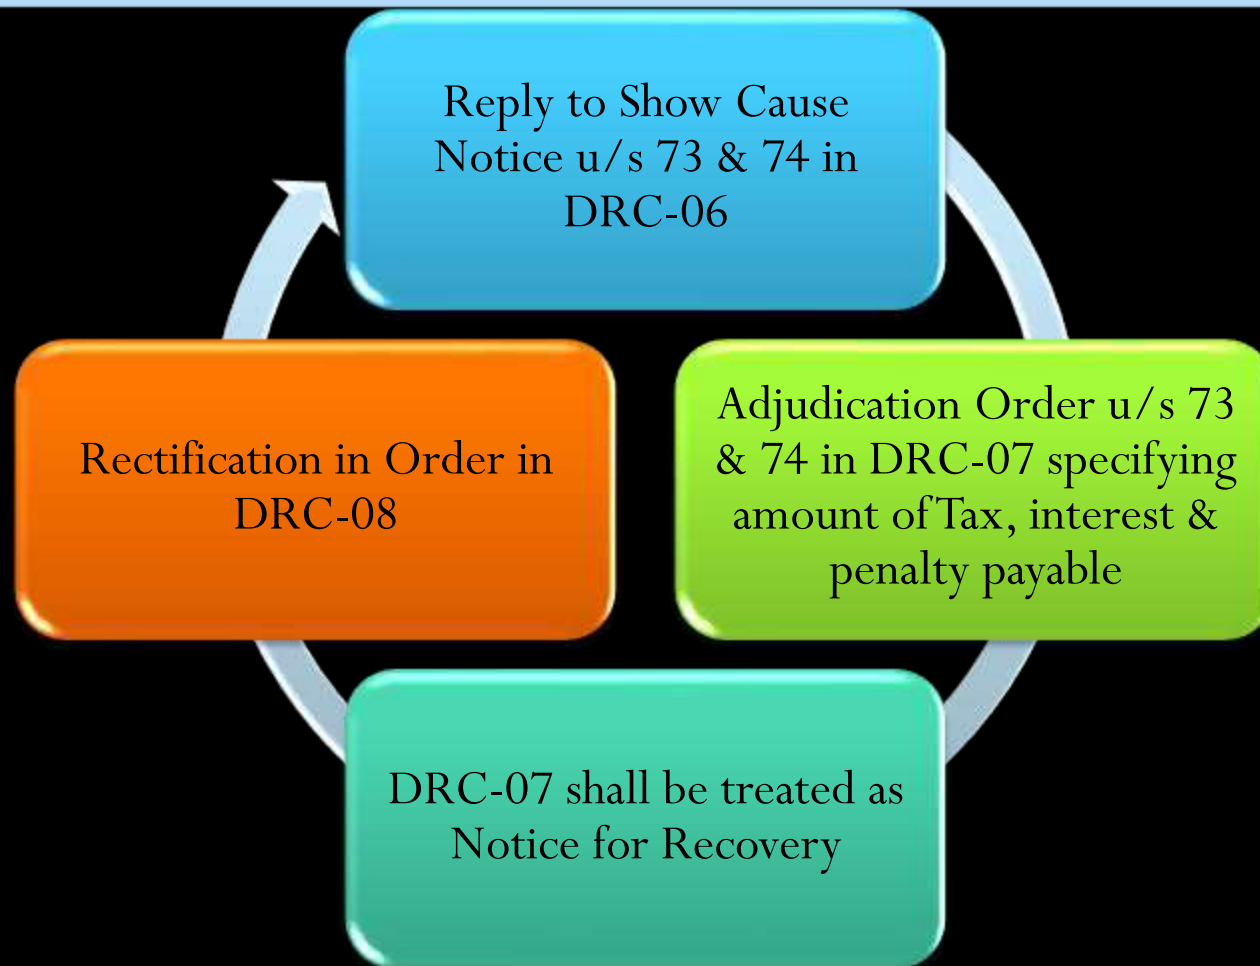 Reply to Show Cause
Notice u/s 73 & 74 in
DRC-06
Adjudication Order u/s 73
& 74 in DRC-07 specifying
amount of Tax, interest &
penalty payable
DRC-07 shall be treated as
Notice for Recovery
Rectification in Order in
DRC-08